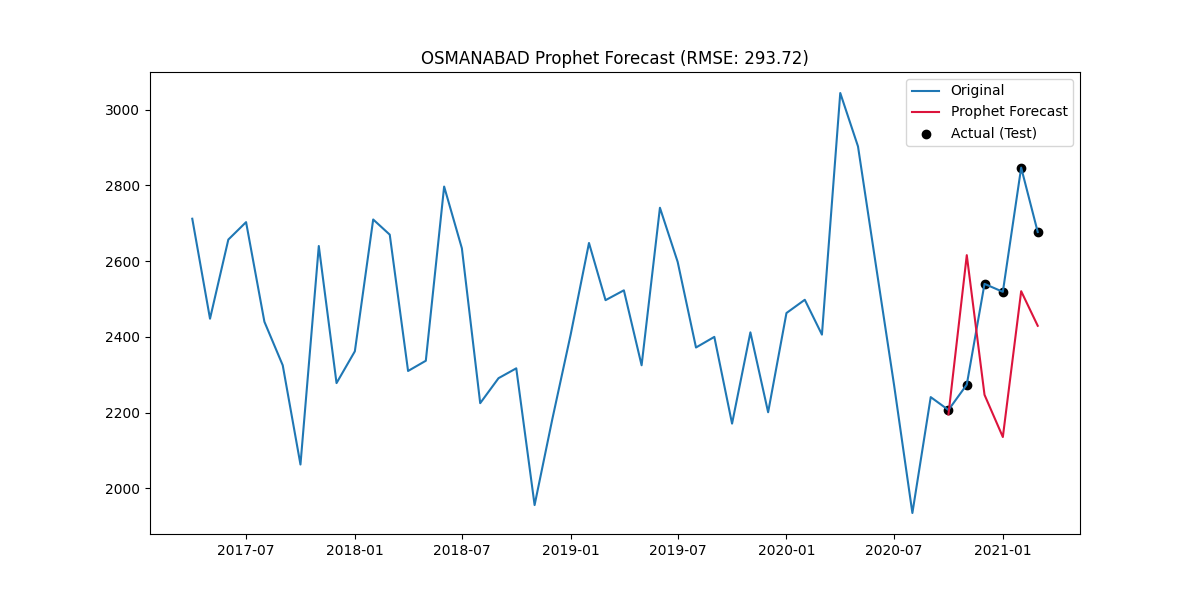 OSMANABAD Prophet Forecast (RMSE: 293.72)
Original
Prophet Forecast
Actual (Test)
3000
2800
2600
2400
2200
2000
2017-07 2018-01 2018-07 2019-01 2019-07 2020-01 2020-07 2021-01